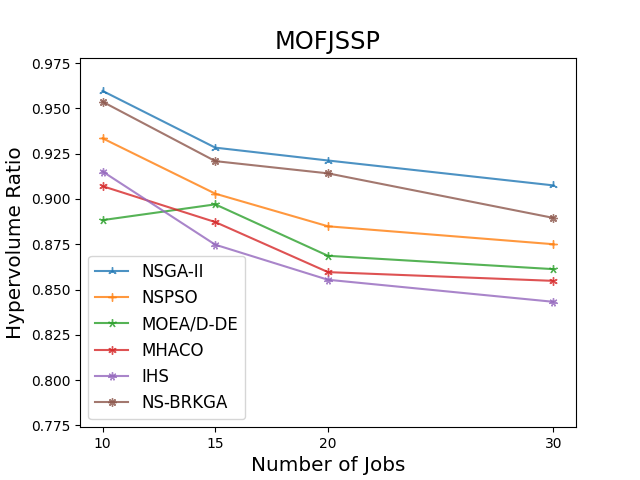 MOFJSSP
0.975
0.950
0.925
0.900
0.875
0.850
0.825
0.800
0.775
Hypervolume Ratio
NSGA-II
NSPSO
MOEA/D-DE
MHACO
IHS
NS-BRKGA
10 15 20 30
Number of Jobs